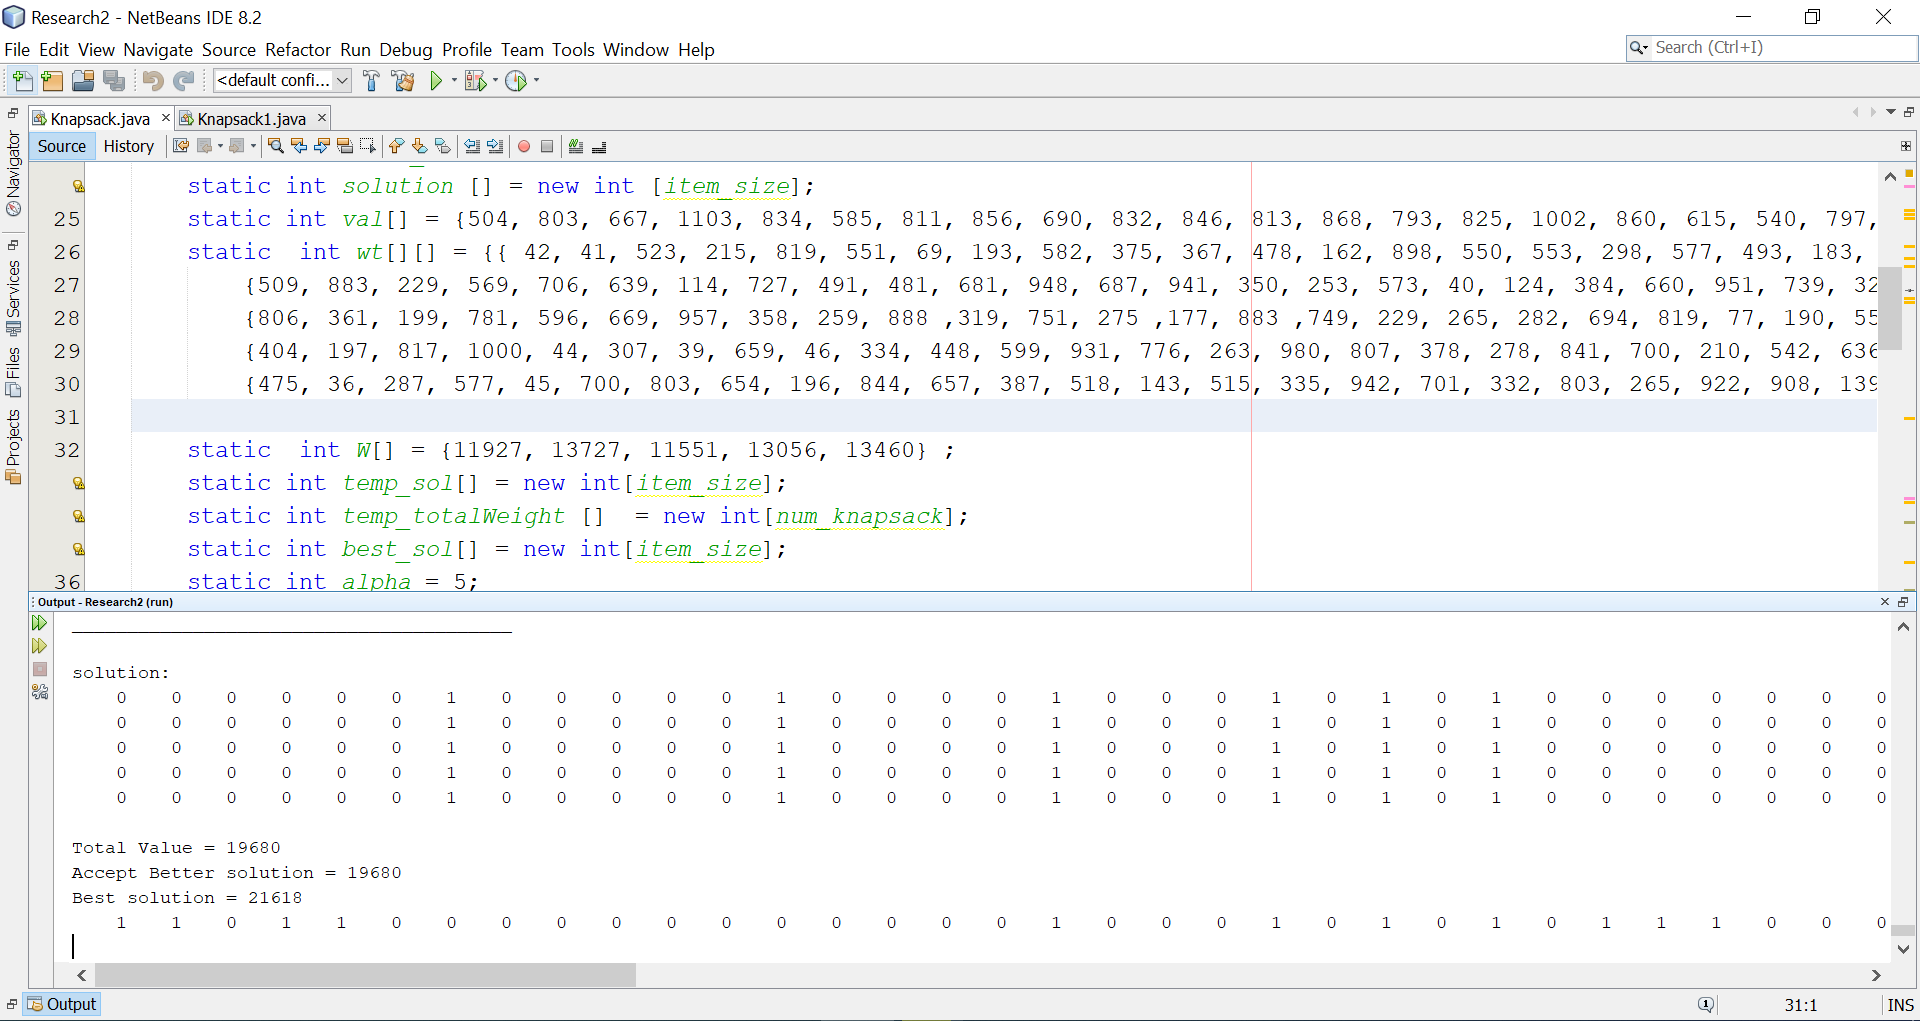 Research2 - NetBeans IDE 8.2
File Edit View Navigate Source Refactor Run Debug Profile Team Tools Window Help
Search (Ctrl+I)
<default confi...
Knapsack.java
Knapsack1.java
Source History
Navigator
Services
Files
Projects
static int solution [] = new int [item_size];
25 static int val[] = {504, 803, 667, 1103, 834, 585, 811, 856, 690, 832, 846, 813, 868, 793, 825, 1002, 860, 615, 540, 797,
26 static  int wt[][] = {{ 42, 41, 523, 215, 819, 551, 69, 193, 582, 375, 367, 478, 162, 898, 550, 553, 298, 577, 493, 183,
27 {509, 883, 229, 569, 706, 639, 114, 727, 491, 481, 681, 948, 687, 941, 350, 253, 573, 40, 124, 384, 660, 951, 739, 32
28 {806, 361, 199, 781, 596, 669, 957, 358, 259, 888 ,319, 751, 275 ,177, 883 ,749, 229, 265, 282, 694, 819, 77, 190, 55
29 {404, 197, 817, 1000, 44, 307, 39, 659, 46, 334, 448, 599, 931, 776, 263, 980, 807, 378, 278, 841, 700, 210, 542, 636
30 {475, 36, 287, 577, 45, 700, 803, 654, 196, 844, 657, 387, 518, 143, 515, 335, 942, 701, 332, 803, 265, 922, 908, 139
31
32 static  int W[] = {11927, 13727, 11551, 13056, 13460} ;
static int temp_sol[] = new int[item_size];
static int temp_totalWeight []  = new int[num_knapsack];
static int best_sol[] = new int[item_size];
36 static int alpha = 5;
Output - Research2 (run)
solution:
0 0 0 0 0 0 1 0 0 0 0 0 1 0 0 0 0 1 0 0 0 1 0 1 0 1 0 0 0 0 0 0 0
0 0 0 0 0 0 1 0 0 0 0 0 1 0 0 0 0 1 0 0 0 1 0 1 0 1 0 0 0 0 0 0 0
0 0 0 0 0 0 1 0 0 0 0 0 1 0 0 0 0 1 0 0 0 1 0 1 0 1 0 0 0 0 0 0 0
0 0 0 0 0 0 1 0 0 0 0 0 1 0 0 0 0 1 0 0 0 1 0 1 0 1 0 0 0 0 0 0 0
0 0 0 0 0 0 1 0 0 0 0 0 1 0 0 0 0 1 0 0 0 1 0 1 0 1 0 0 0 0 0 0 0
Total Value = 19680
Accept Better solution = 19680
Best solution = 21618
1 1 0 1 1 0 0 0 0 0 0 0 0 0 0 0 0 1 0 0 0 1 0 1 0 1 0 1 1 1 0 0 0
Output
31:1
INS